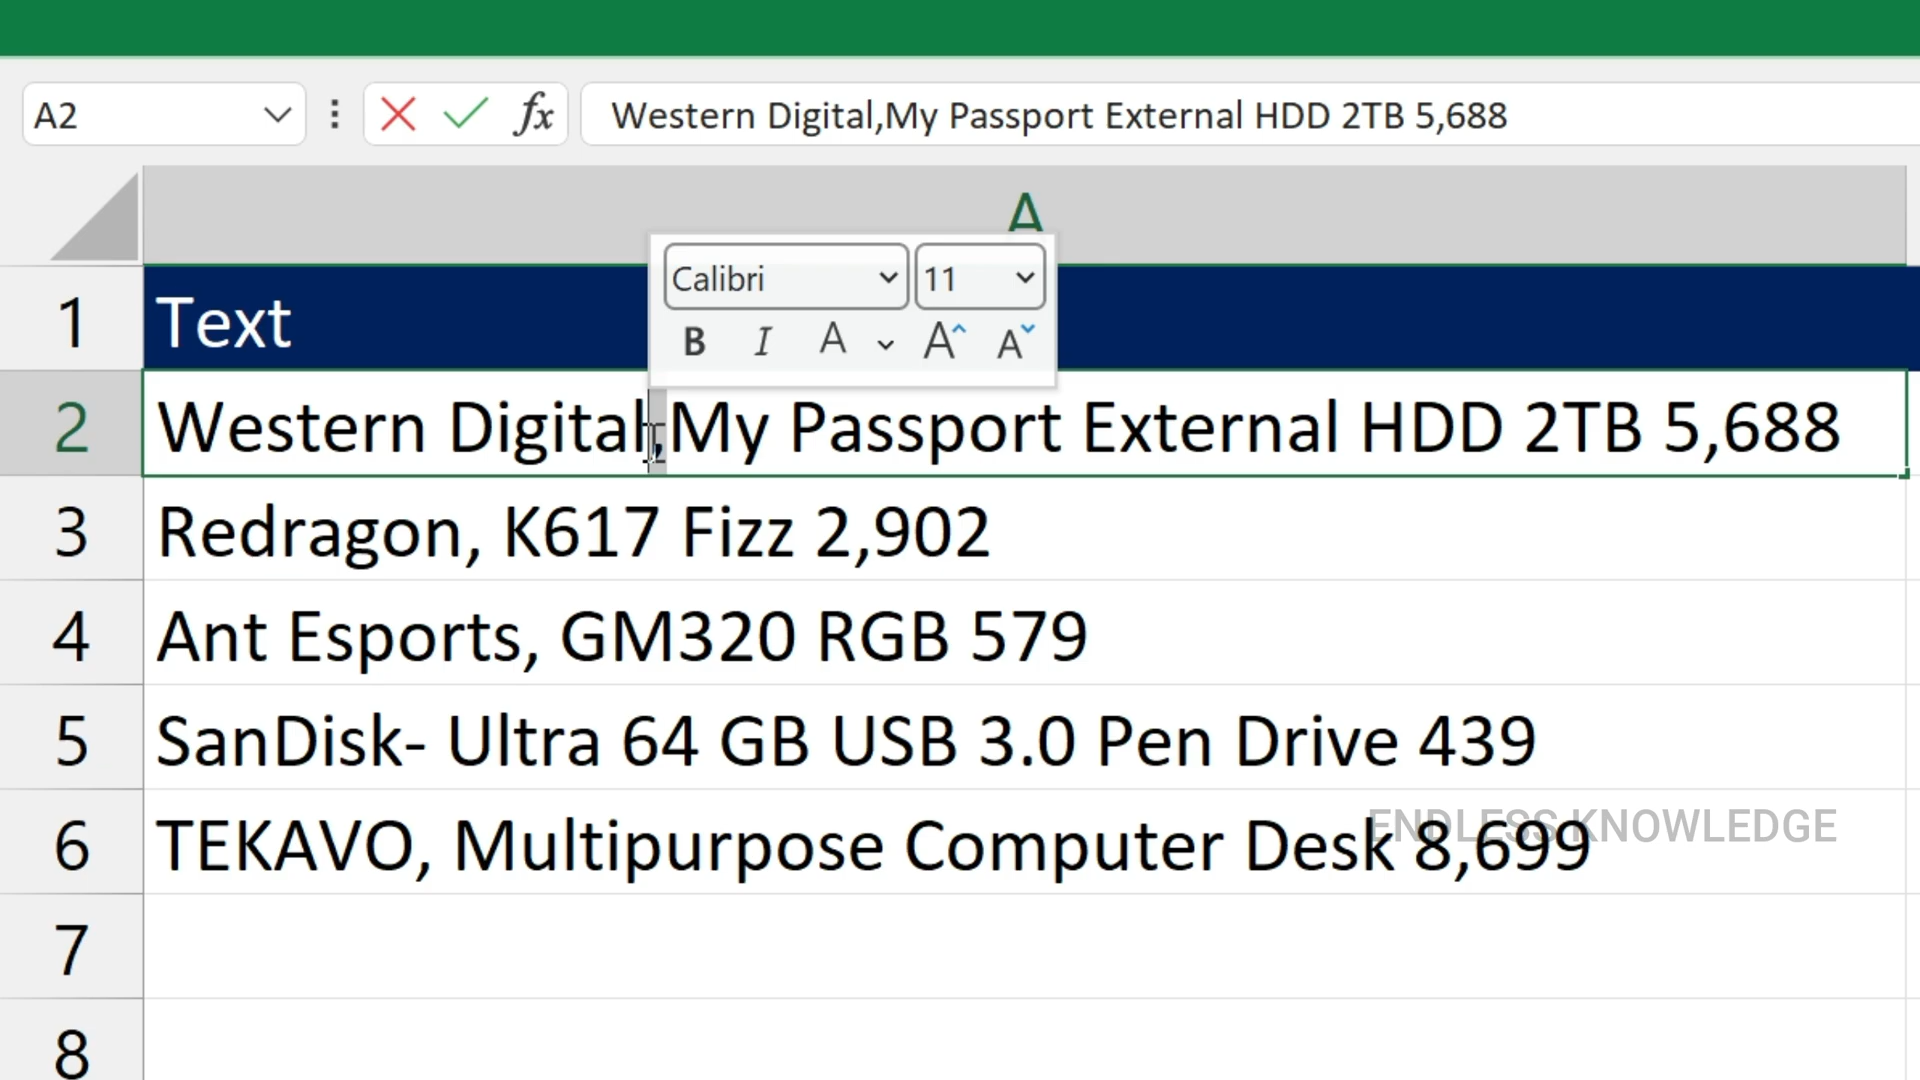 A2
fx
Western Digital,My Passport External HDD 2TB 5,688
A
Calibri
11
B I A A A
1 Text
2 Western Digital,My Passport External HDD 2TB 5,688
3 Redragon, K617 Fizz 2,902
4 Ant Esports, GM320 RGB 579
5 SanDisk- Ultra 64 GB USB 3.0 Pen Drive 439
6 TEKAVO, Multipurpose Computer Desk 8,699
ENDLESS KNOWLEDGE
7
8